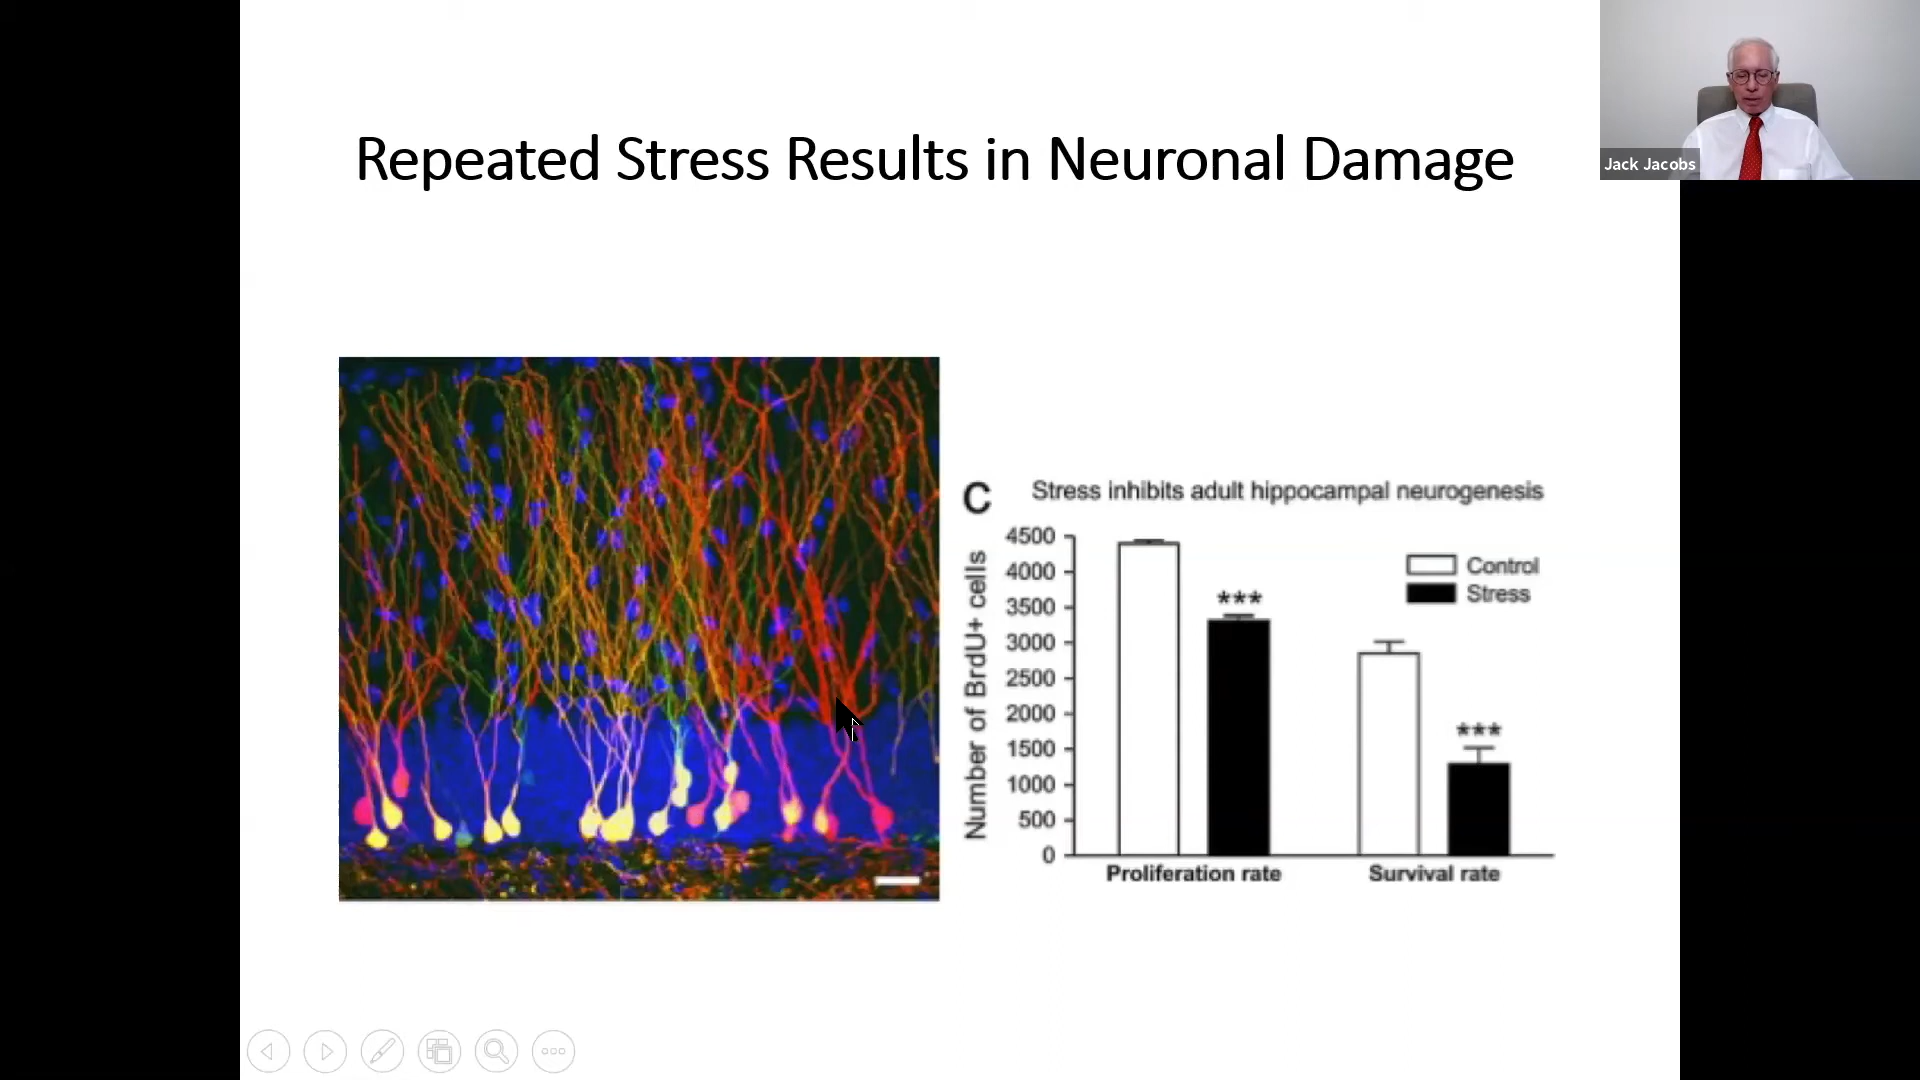 Repeated Stress Results in Neuronal Damage
Jack Jacobs
C
Stress inhibits adult hippocampal neurogenesis
Number of BrdU+ cells
4500
4000
3500
3000
2500
2000
1500
1000
500
0
Control
Stress
***
***
Proliferation rate
Survival rate